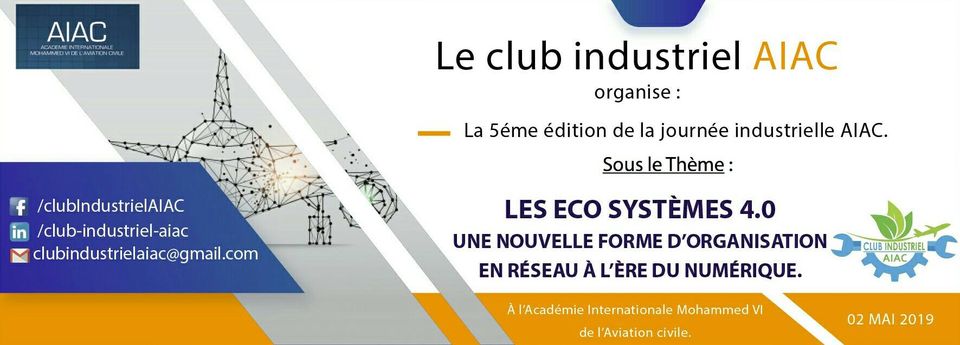 AIAC
ACADÉMIE INTERNATIONALE
MOHAMMED VI DE L'AVIATION CIVILE
/clubIndustrielAIAC
/club-industriel-aiac
clubindustrielaiac@gmail.com
Le club industriel AIAC
organise :
La 5éme édition de la journée industrielle AIAC.
Sous le Thème :
LES ECO SYSTÈMES 4.0
UNE NOUVELLE FORME D'ORGANISATION
EN RÉSEAU À L'ÈRE DU NUMÉRIQUE.
CLUB INDUSTRIEL
AIAC
À l'Académie Internationale Mohammed VI
de l'Aviation civile.
02 MAI 2019